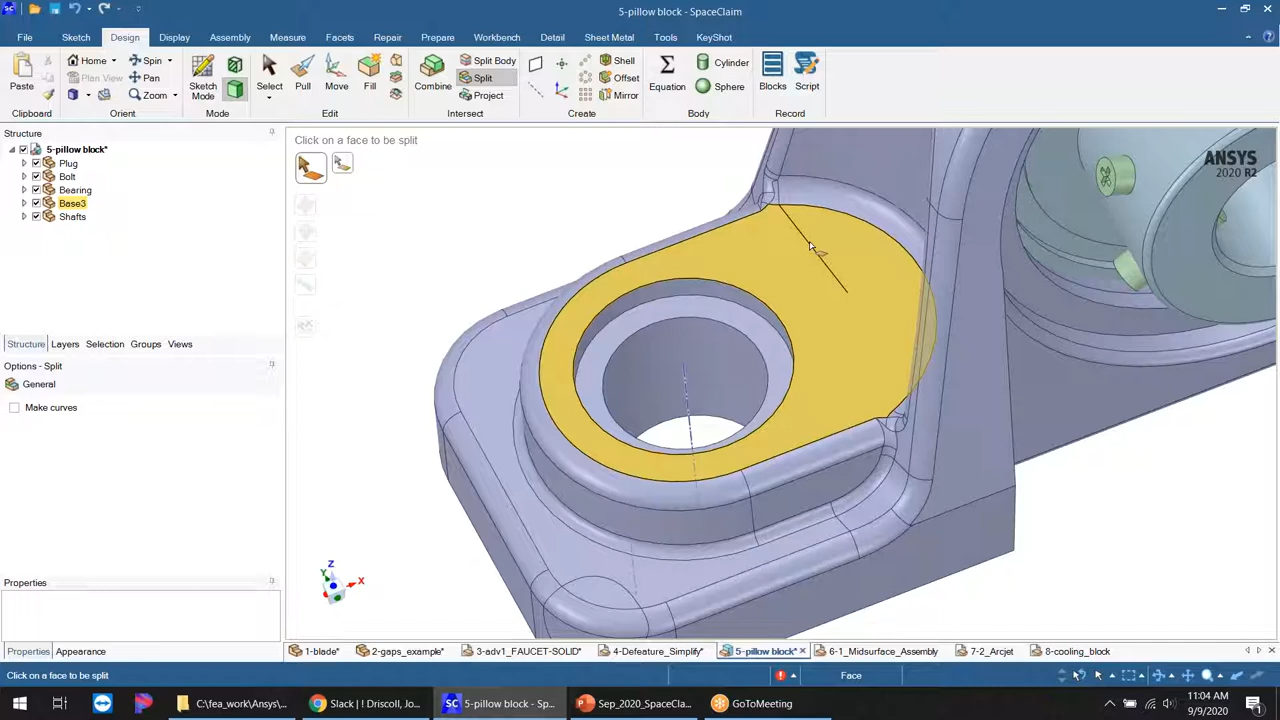 5-pillow block - SpaceClaim
File Sketch Design Display Assembly Measure Facets Repair Prepare Workbench Detail Sheet Metal Tools KeyShot
Paste
Home
Plan View
Spin
Pan
Zoom
Sketch Mode
Select
Pull
Move
Fill
Combine
Split Body
Split
Project
Shell
Offset
Mirror
Equation
Cylinder
Sphere
Blocks
Script
Clipboard Orient Mode Edit Intersect Create Body Record
Structure
5-pillow block*
Plug
Bolt
Bearing
Base3
Shafts
Structure Layers Selection Groups Views
Options - Split
General
Make curves
Properties
Properties Appearance
Click on a face to be split
ANSYS
2020 R2
Z
Y
X
1-blade* 2-gaps_example* 3-adv1_FAUCET-SOLID* 4-Defeature_Simplify* 5-pillow block* 6-1_Midsurface_Assembly 7-2_Arcjet 8-cooling_block
Click on a face to be split
Face
C:\fea_work\Ansys\...
Slack | ! Driscoll, Jo...
5-pillow block - Sp...
Sep_2020_SpaceCla...
GoToMeeting
11:04 AM
9/9/2020